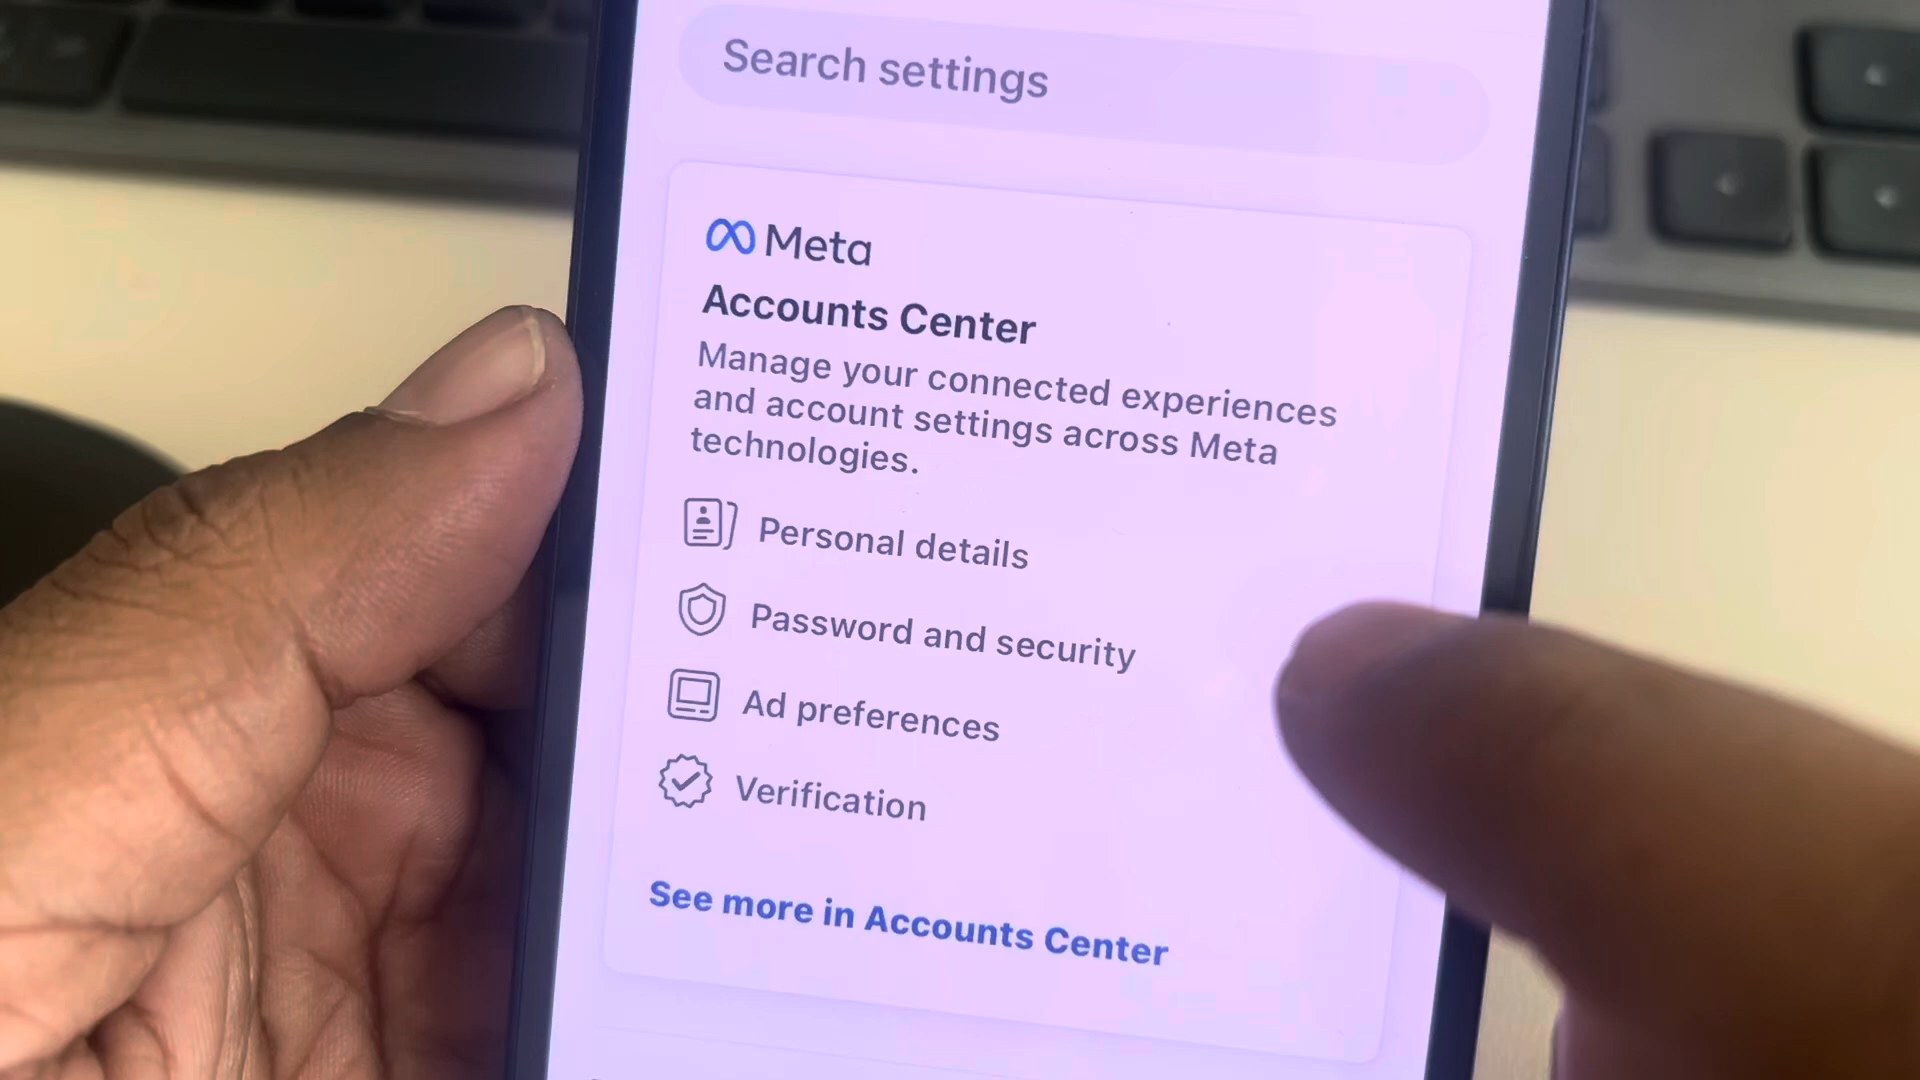 Search settings
Meta
Accounts Center
Manage your connected experiences
and account settings across Meta
technologies.
Personal details
Password and security
Ad preferences
Verification
See more in Accounts Center